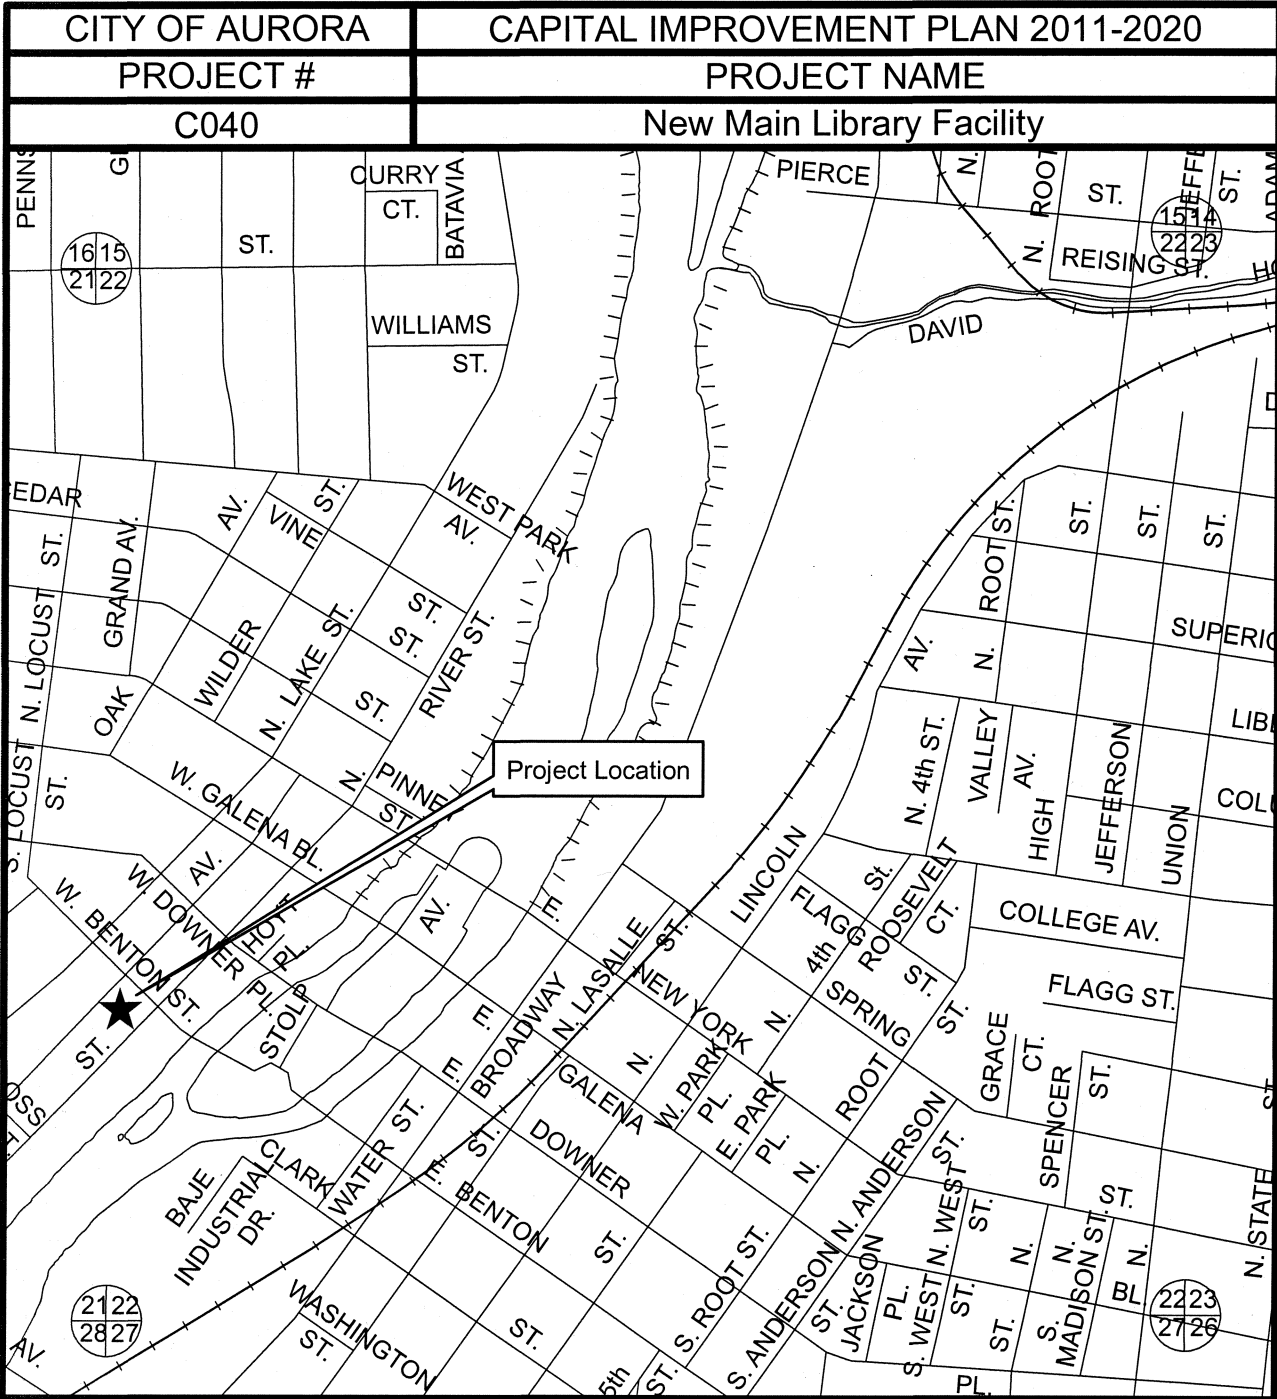 CITY OF AURORA
CAPITAL IMPROVEMENT PLAN 2011-2020
PROJECT #
PROJECT NAME
C040
New Main Library Facility
PENNS
CURRY
CT.
BATAVIA
ST.
16 15
21 22
WILLIAMS
ST.
PIERCE
N.
ROOT
N.
ST.
JEFFE
ST.
ADAM
15 14
22 23
REISING ST.
HO
DAVID
CEDAR
ST.
N. LOCUST
GRAND AV.
AV.
VINE
ST.
WEST PARK
AV.
OAK
WILDER
N. LAKE ST.
ST.
ST.
ST.
RIVER ST.
N.
PINNEY
ST.
Project Location
S. LOCUST
ST.
W. GALENA BL.
AV.
W. DOWNER
PL.
HOYT
PL.
W. BENTON ST.
STOLP
AV.
ST.
OSS
ROOT ST.
N.
ST.
ST.
ST.
AV.
SUPERIO
LIBE
COLU
N. 4th ST.
VALLEY
AV.
HIGH
JEFFERSON
UNION
LINCOLN
FLAGG
ST.
St.
4th
ROOSEVELT
CT.
COLLEGE AV.
FLAGG ST.
SPRING
ST.
GRACE
CT.
SPENCER
ST.
E.
NEW YORK
ST.
N. LASALLE
BROADWAY
ST.
E.
GALENA
E.
DOWNER
N.
W. PARK
PL.
E. PARK
PL.
N.
ROOT
N.
N. ANDERSON
ST.
N. WEST
ST.
ST.
N.
N.
MADISON ST.
S.
N.
BL.
N. STATE
ST.
CLARK
WATER ST.
E. BENTON
ST.
BAJE
INDUSTRIAL
DR.
WASHINGTON
ST.
ST.
S. ROOT ST.
S. ANDERSON
ST.
JACKSON
PL.
S. WEST
ST.
ST.
5th
ST.
PL.
21 22
28 27
22 23
27 26
AV.